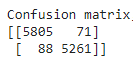 Confusion matrix,
[[5805   71]
 [  88 5261]]